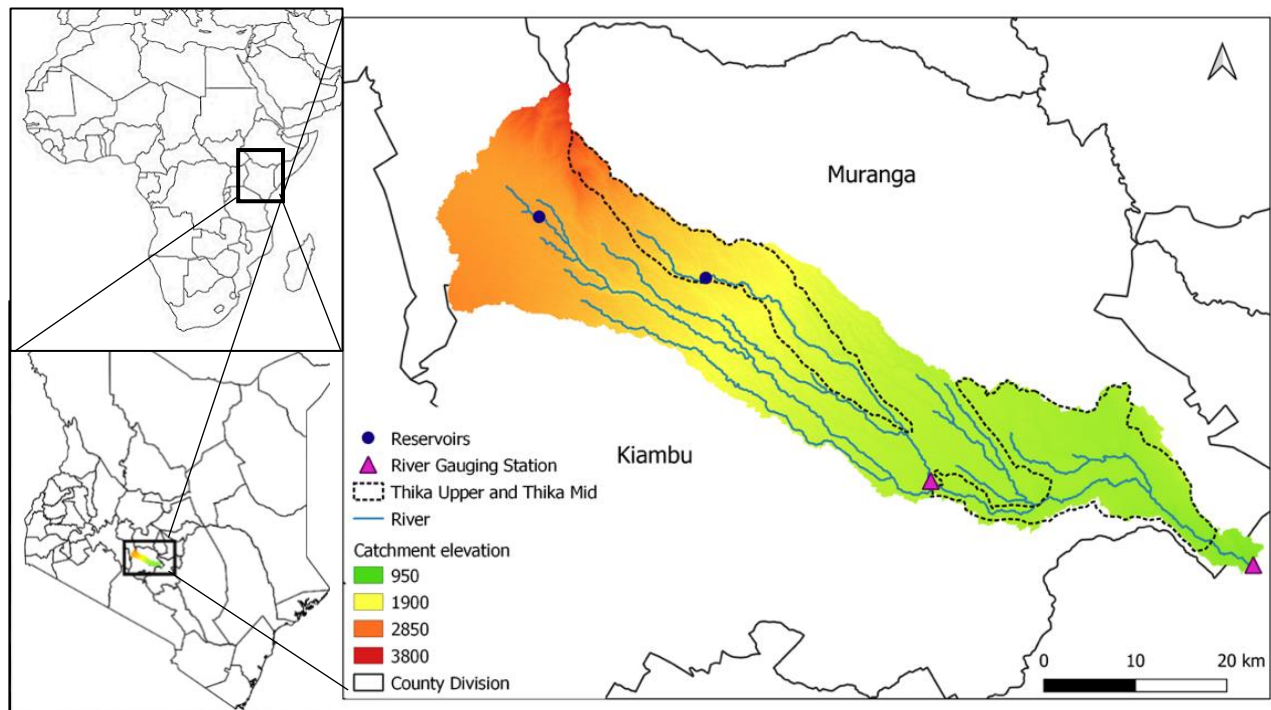 Muranga
Kiambu
Reservoirs
River Gauging Station
Thika Upper and Thika Mid
River
Catchment elevation
950
1900
2850
3800
County Division
0 10 20 km